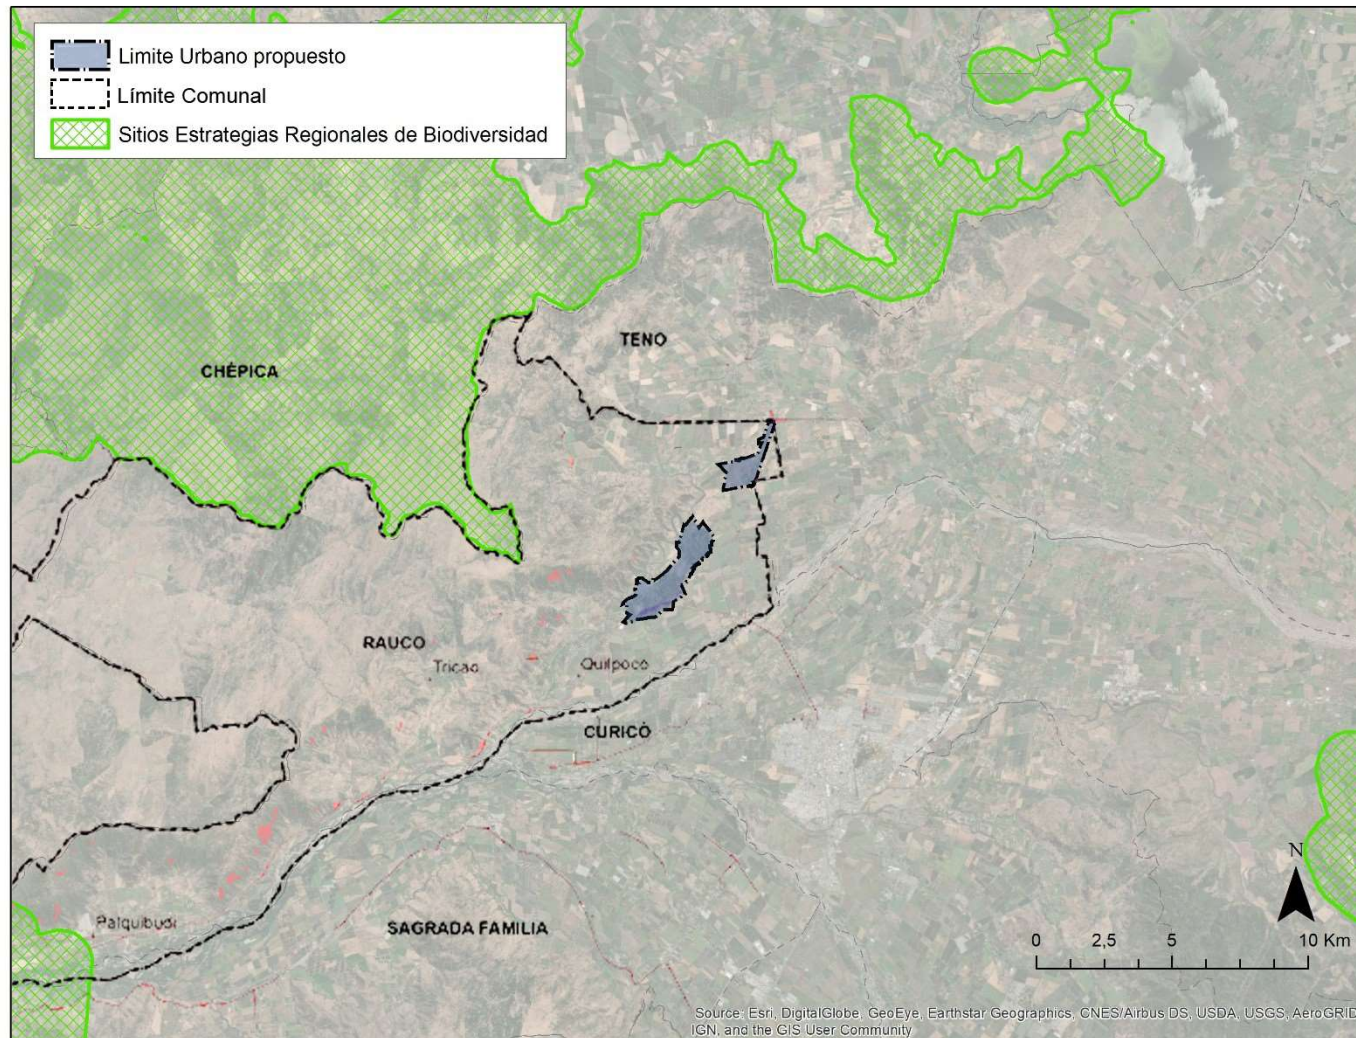 Limite Urbano propuesto
Límite Comunal
Sitios Estrategias Regionales de Biodiversidad
TENO
CHÉPICA
RAUCO
Tricao
Quilpoco
CURICÓ
Palquibudi
SAGRADA FAMILIA
N
0 2,5 5 10 Km
Source: Esri, DigitalGlobe, GeoEye, Earthstar Geographics, CNES/Airbus DS, USDA, USGS, AeroGRID,
IGN, and the GIS User Community